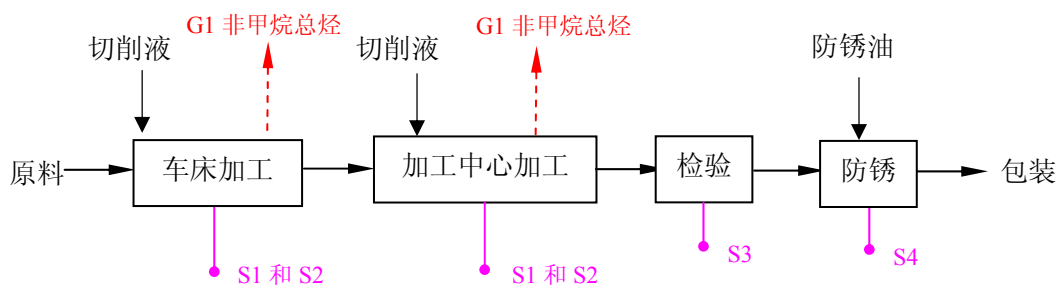 G1 非甲烷总烃
G1 非甲烷总烃
切削液
切削液
防锈油
原料
车床加工
加工中心加工
检验
防锈
包装
S1 和 S2
S1 和 S2
S3
S4